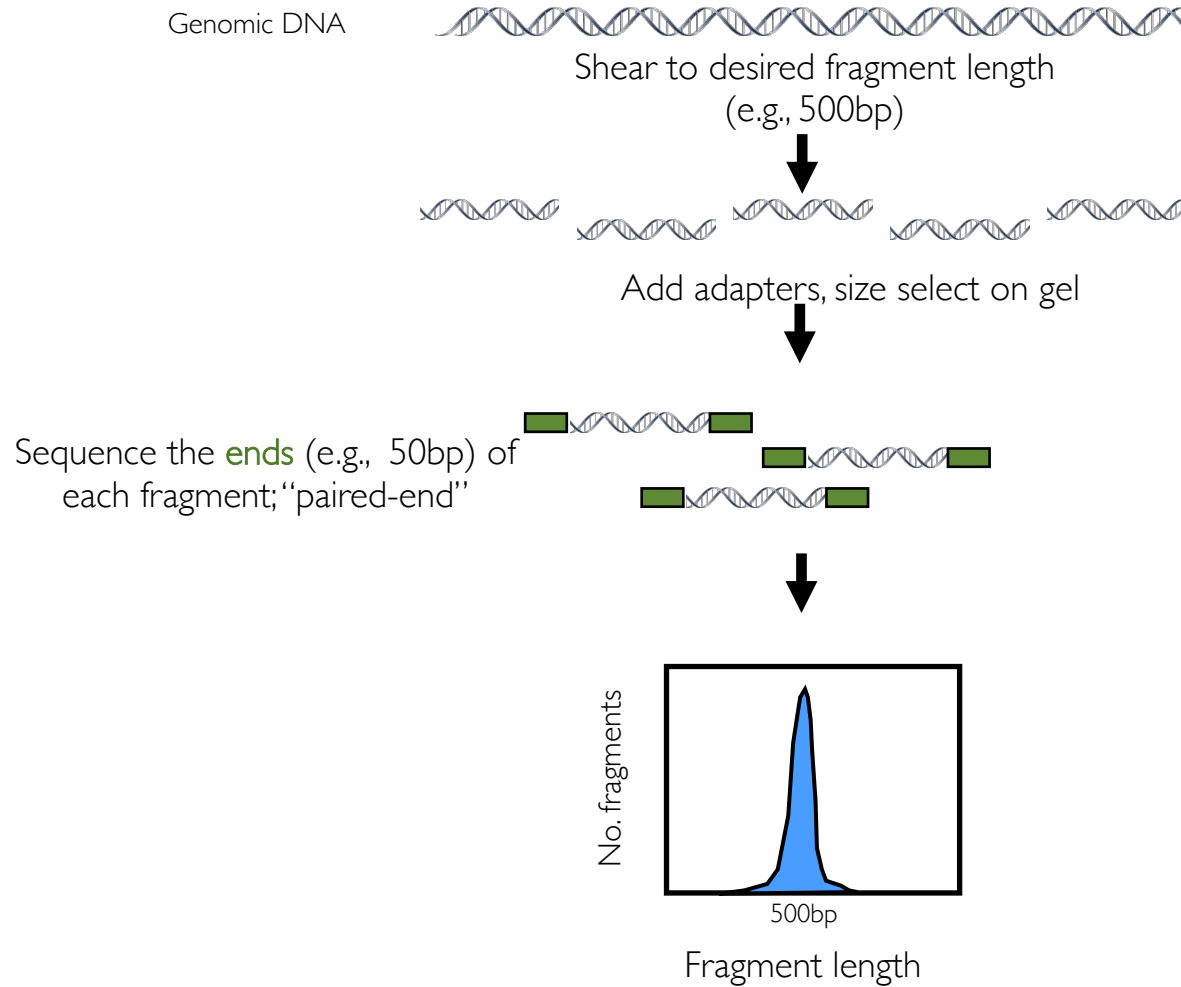 Genomic DNA
Shear to desired fragment length
(e.g., 500bp)
Add adapters, size select on gel
Sequence the ends (e.g., 50bp) of
each fragment; “paired-end”
No. fragments
500bp
Fragment length